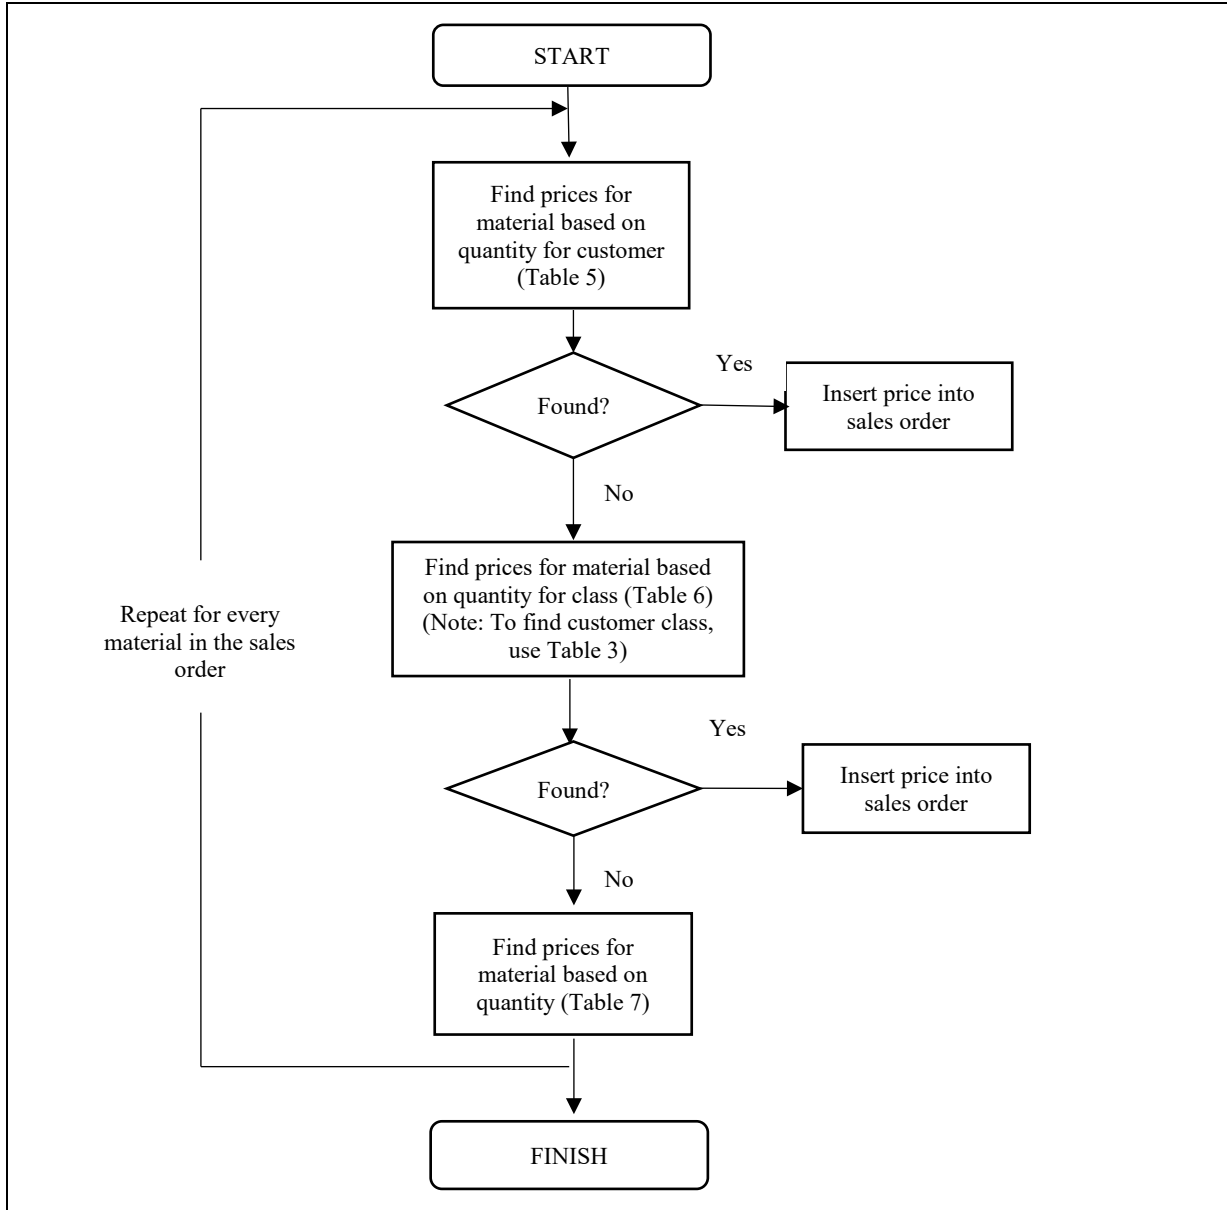 START
Find prices for
material based on
quantity for customer
(Table 5)
Yes
Found?
Insert price into
sales order
No
Find prices for material based
on quantity for class (Table 6)
(Note: To find customer class,
use Table 3)
Repeat for every
material in the sales
order
Yes
Found?
Insert price into
sales order
No
Find prices for
material based on
quantity (Table 7)
FINISH